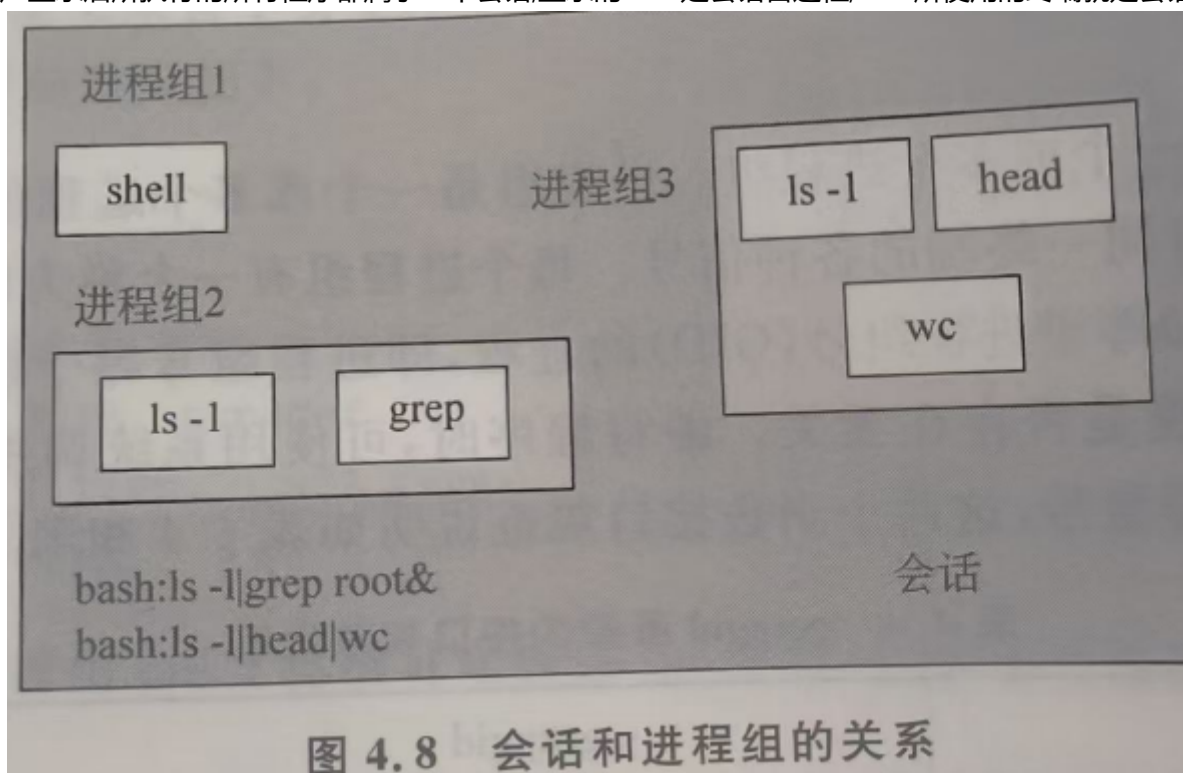 进程组1
shell
进程组2
ls -l
grep
进程组3
ls -l
head
wc
bash:ls -l|grep root&
bash:ls -l|head|wc
会话
图 4.8 会话和进程组的关系